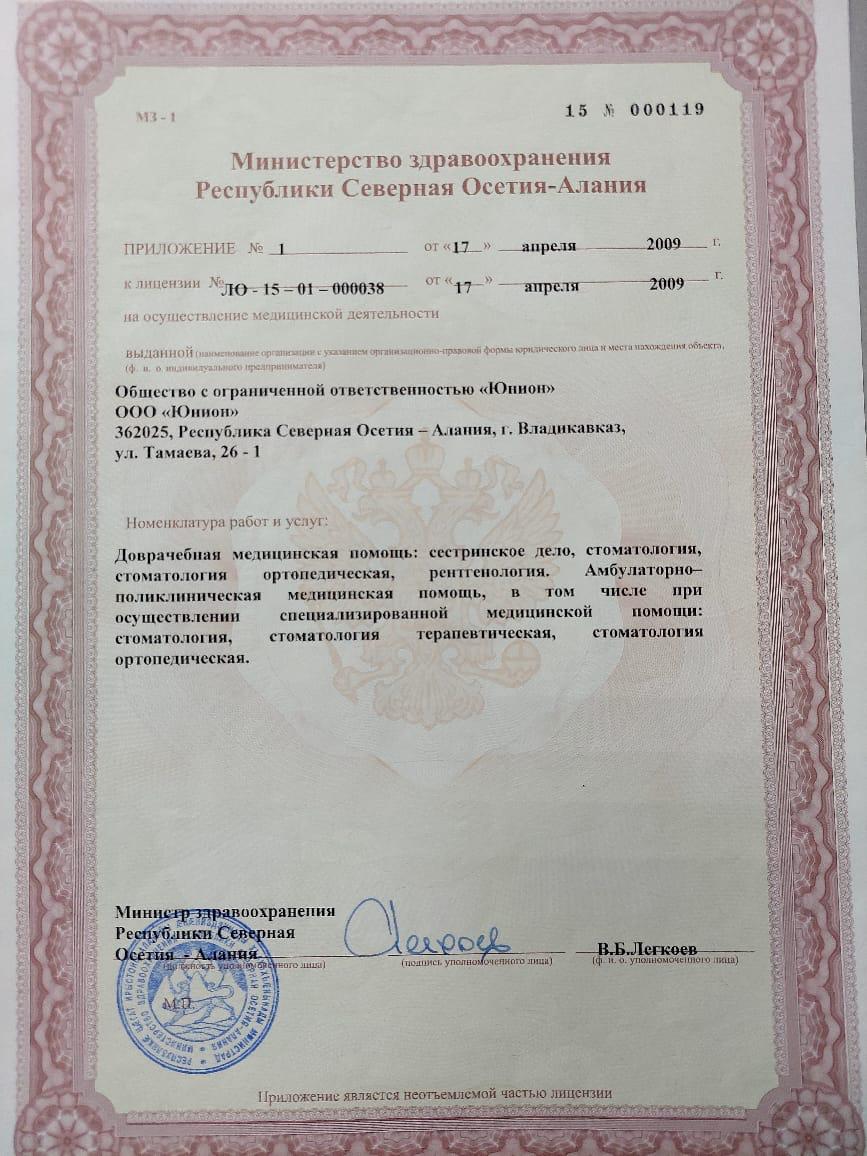 МЗ - 1
15 № 000119
Министерство здравоохранения
Республики Северная Осетия-Алания
ПРИЛОЖЕНИЕ № 1 от «17» апреля 2009 г.
к лицензии № ЛО - 15 – 01 – 000038 от «17» апреля 2009 г.
на осуществление медицинской деятельности
выданной (наименование организации с указанием организационно-правовой формы юридического лица и места нахождения объекта,
(ф. и. о. индивидуального предпринимателя)
Общество с ограниченной ответственностью «Юнион»
ООО «Юнион»
362025, Республика Северная Осетия – Алания, г. Владикавказ,
ул. Тамаева, 26 - 1
Номенклатура работ и услуг:
Доврачебная медицинская помощь: сестринское дело, стоматология,
стоматология ортопедическая, рентгенология. Амбулаторно–
поликлиническая медицинская помощь, в том числе при
осуществлении специализированной медицинской помощи:
стоматология, стоматология терапевтическая, стоматология
ортопедическая.
Министр здравоохранения
Республики Северная
Осетия - Алания
В.Б.Легкоев
(должность уполномоченного лица) (подпись уполномоченного лица) (ф. и. о. уполномоченного лица)
М.П.
Приложение является неотъемлемой частью лицензии